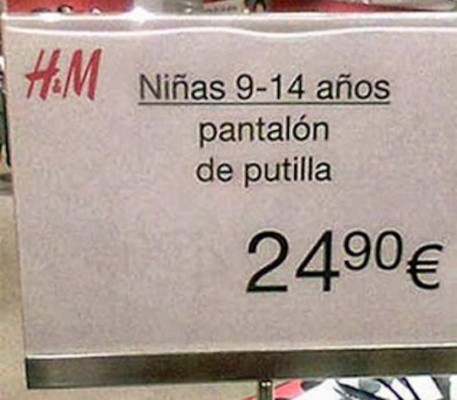 H&M
Niñas 9-14 años
pantalón
de putilla
24⁹⁰€